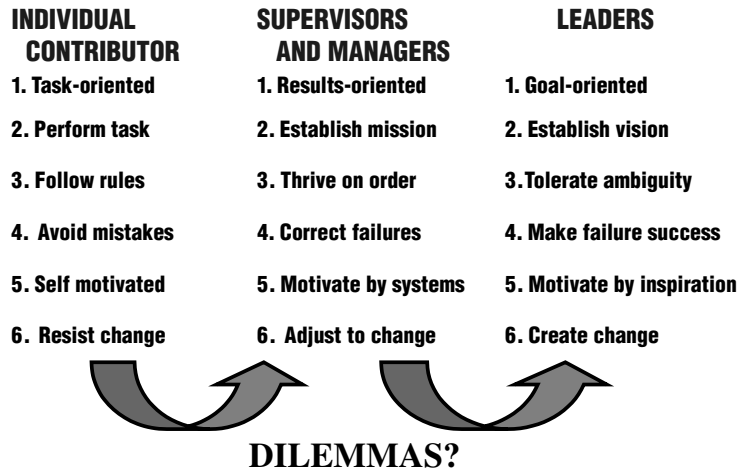 INDIVIDUAL
CONTRIBUTOR
1. Task-oriented
2. Perform task
3. Follow rules
4. Avoid mistakes
5. Self motivated
6. Resist change
SUPERVISORS
AND MANAGERS
1. Results-oriented
2. Establish mission
3. Thrive on order
4. Correct failures
5. Motivate by systems
6. Adjust to change
LEADERS
1. Goal-oriented
2. Establish vision
3.Tolerate ambiguity
4. Make failure success
5. Motivate by inspiration
6. Create change
DILEMMAS?